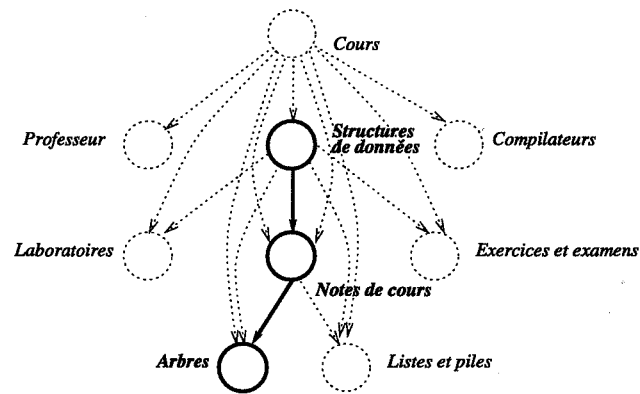 Cours
Professeur
Structures
de données
Compilateurs
Laboratoires
Exercices et examens
Notes de cours
Arbres
Listes et piles